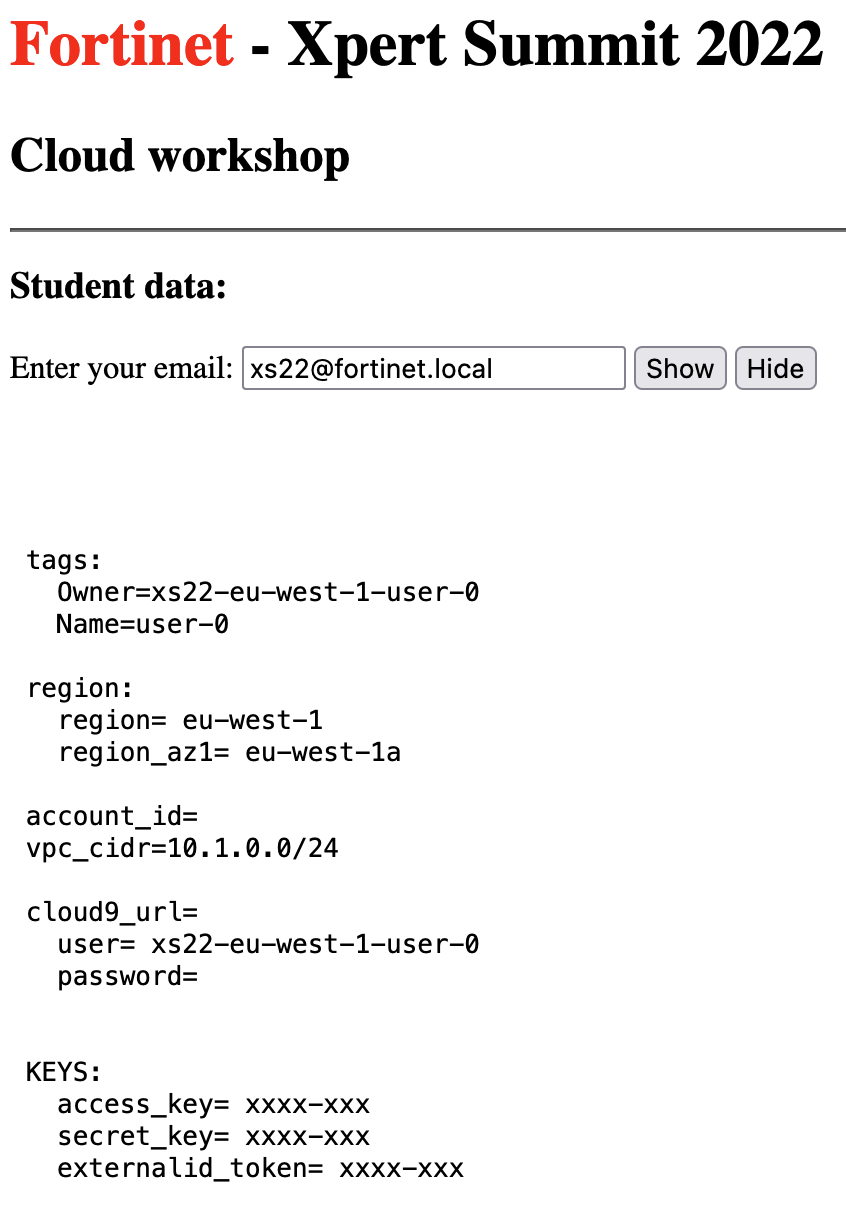 Fortinet - Xpert Summit 2022
Cloud workshop
Student data:
Enter your email: xs22@fortinet.local Show Hide
tags:
  Owner=xs22-eu-west-1-user-0
  Name=user-0
region:
  region= eu-west-1
  region_az1= eu-west-1a
account_id=
vpc_cidr=10.1.0.0/24
cloud9_url=
  user= xs22-eu-west-1-user-0
  password=
KEYS:
  access_key= xxxx-xxx
  secret_key= xxxx-xxx
  externalid_token= xxxx-xxx